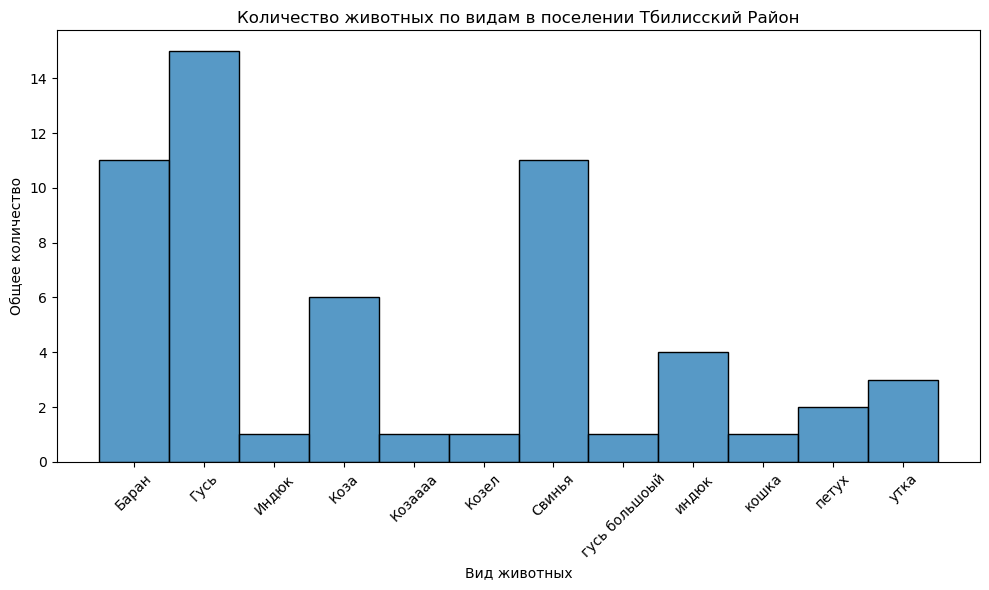 Количество животных по видам в поселении Тбилисский Район
Общее количество
14
12
10
8
6
4
2
0
Баран
Гусь
Индюк
Коза
Козаааа
Козел
Свинья
гусь большоый
индюк
кошка
петух
утка
Вид животных